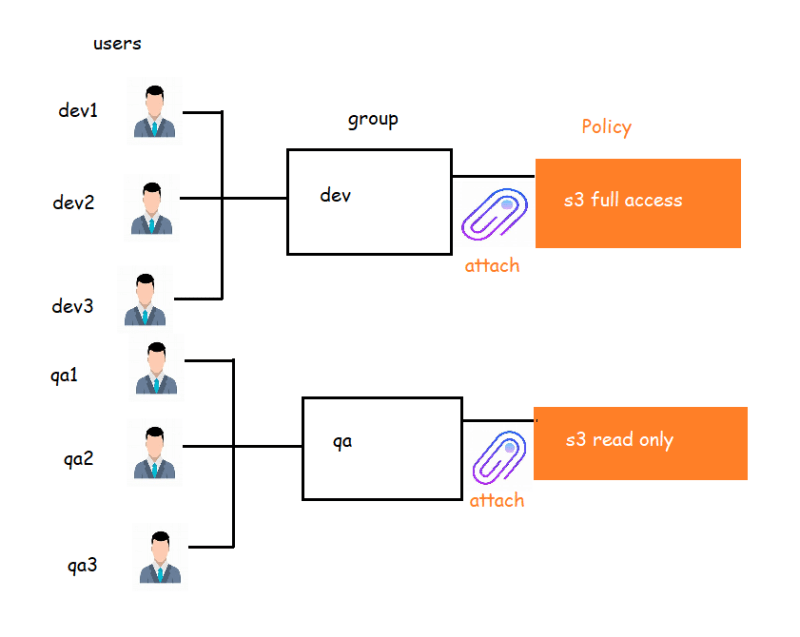 users
dev1
group
Policy
dev2
dev
s3 full access
attach
dev3
qa1
qa
s3 read only
qa2
attach
qa3